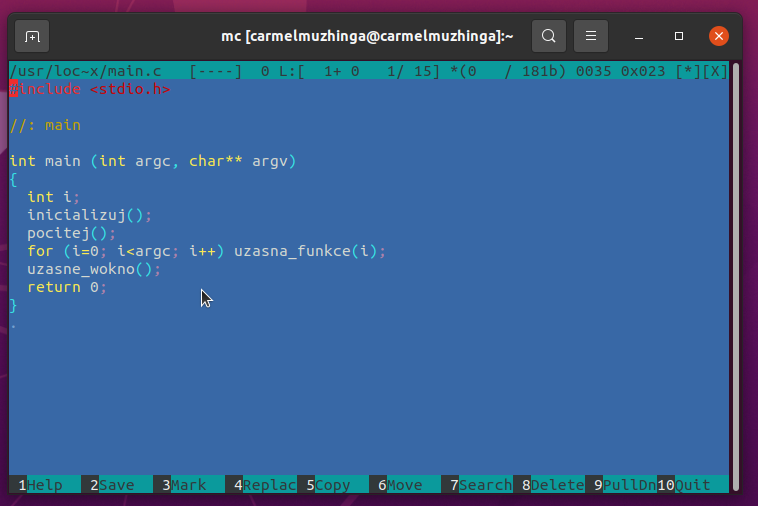 mc [carmelmuzhinga@carmelmuzhinga]:~
/usr/loc~x/main.c   [----]  0 L:[  1+ 0   1/ 15] *(0   / 181b) 0035 0x023 [*][X]
#include <stdio.h>
//: main
int main (int argc, char** argv)
{
  int i;
  inicializuj();
  pocitej();
  for (i=0; i<argc; i++) uzasna_funkce(i);
  uzasne_wokno();
  return 0;
}
.
1Help 2Save 3Mark 4Replac 5Copy 6Move 7Search 8Delete 9PullDn 10Quit